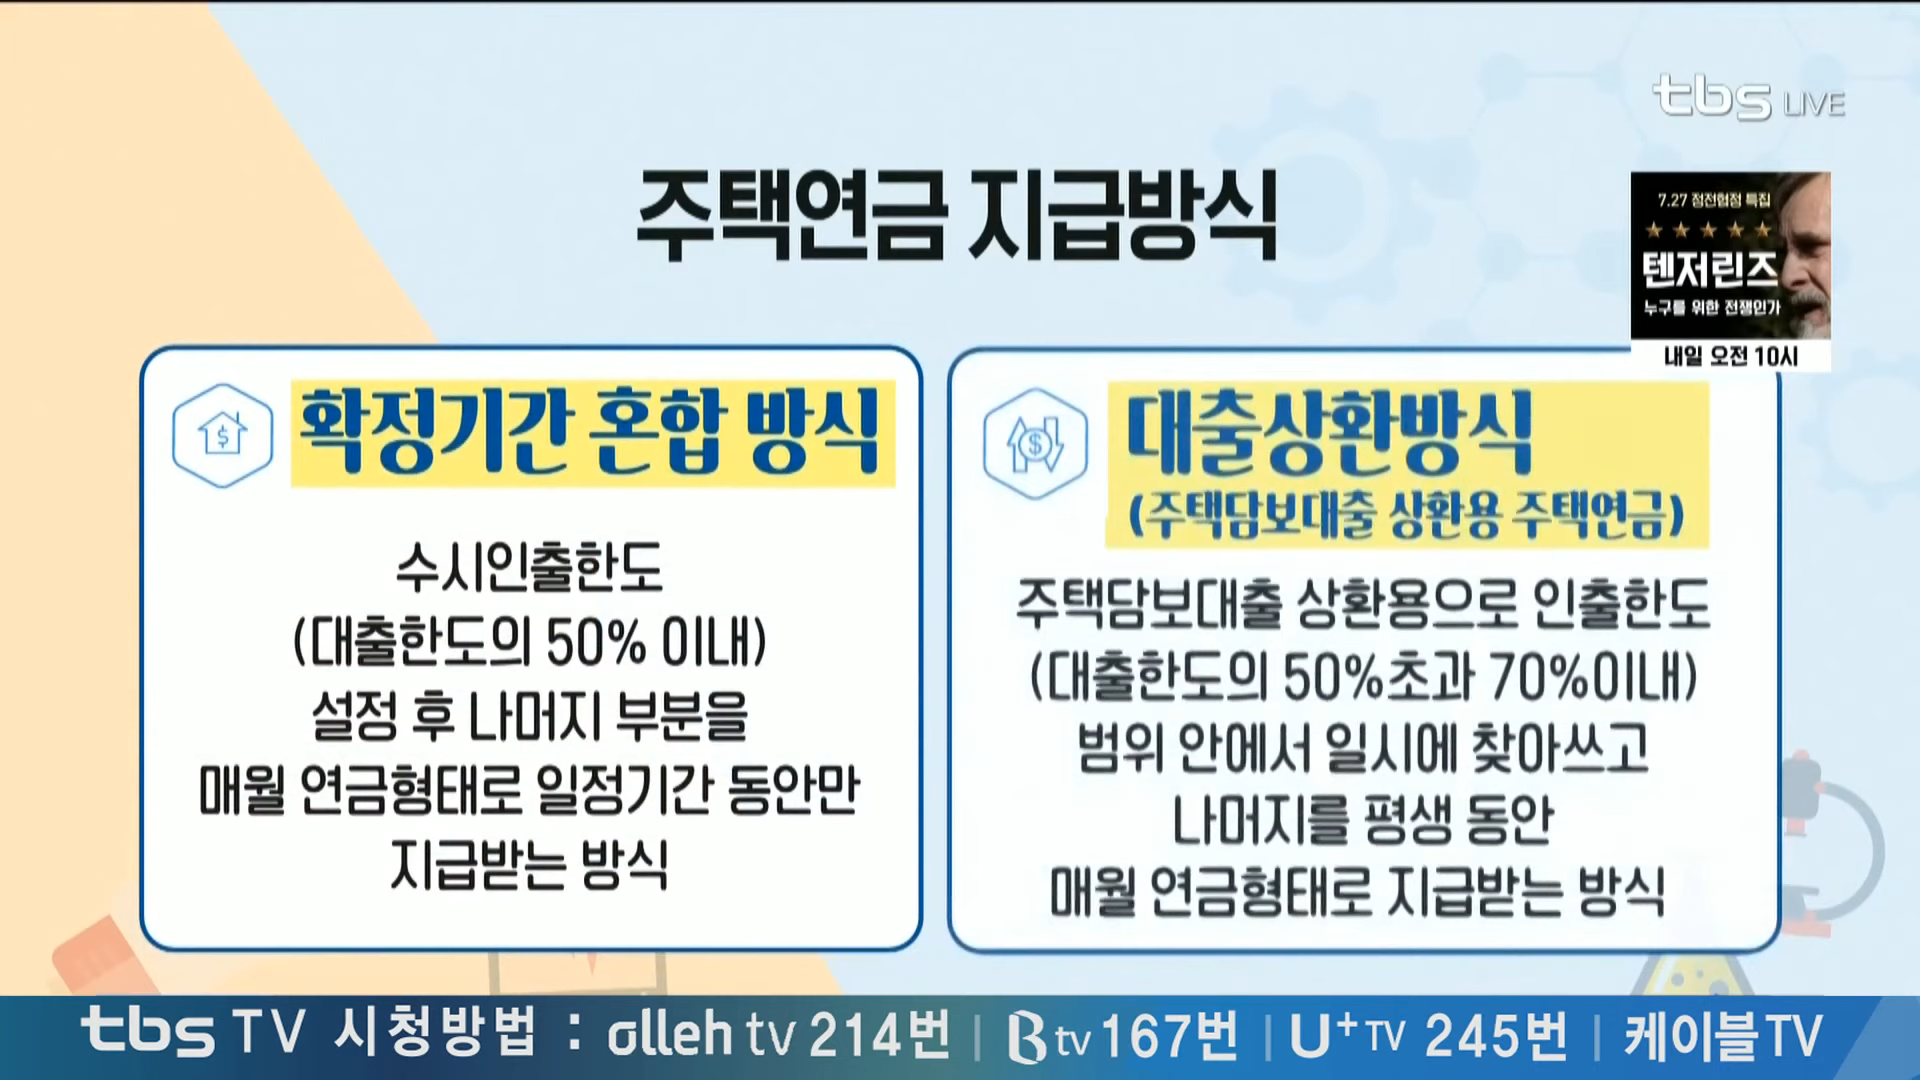 tbs LIVE
주택연금 지급방식
7.27 정전협정 특집
텐저린즈
누구를 위한 전쟁인가
내일 오전 10시
확정기간 혼합 방식
수시인출한도
(대출한도의 50% 이내)
설정 후 나머지 부분을
매월 연금형태로 일정기간 동안만
지급받는 방식
대출상환방식
(주택담보대출 상환용 주택연금)
주택담보대출 상환용으로 인출한도
(대출한도의 50%초과 70%이내)
범위 안에서 일시에 찾아쓰고
나머지를 평생 동안
매월 연금형태로 지급받는 방식
tbs TV 시청방법 : olleh tv 214번 | B tv 167번 | U+TV 245번 | 케이블TV